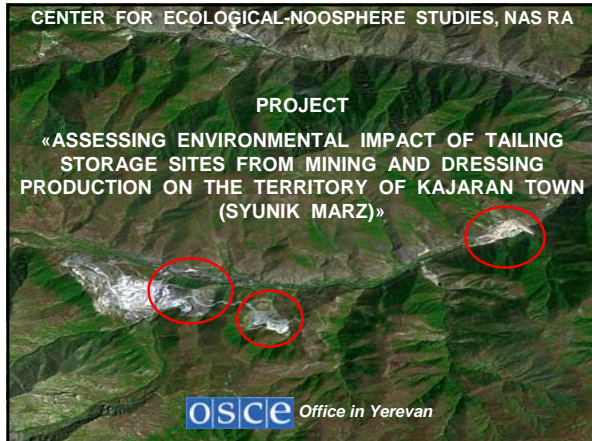 CENTER FOR ECOLOGICAL-NOOSPHERE STUDIES, NAS RA
PROJECT
«ASSESSING ENVIRONMENTAL IMPACT OF TAILING
STORAGE SITES FROM MINING AND DRESSING
PRODUCTION ON THE TERRITORY OF KAJARAN TOWN
(SYUNIK MARZ)»
osce Office in Yerevan